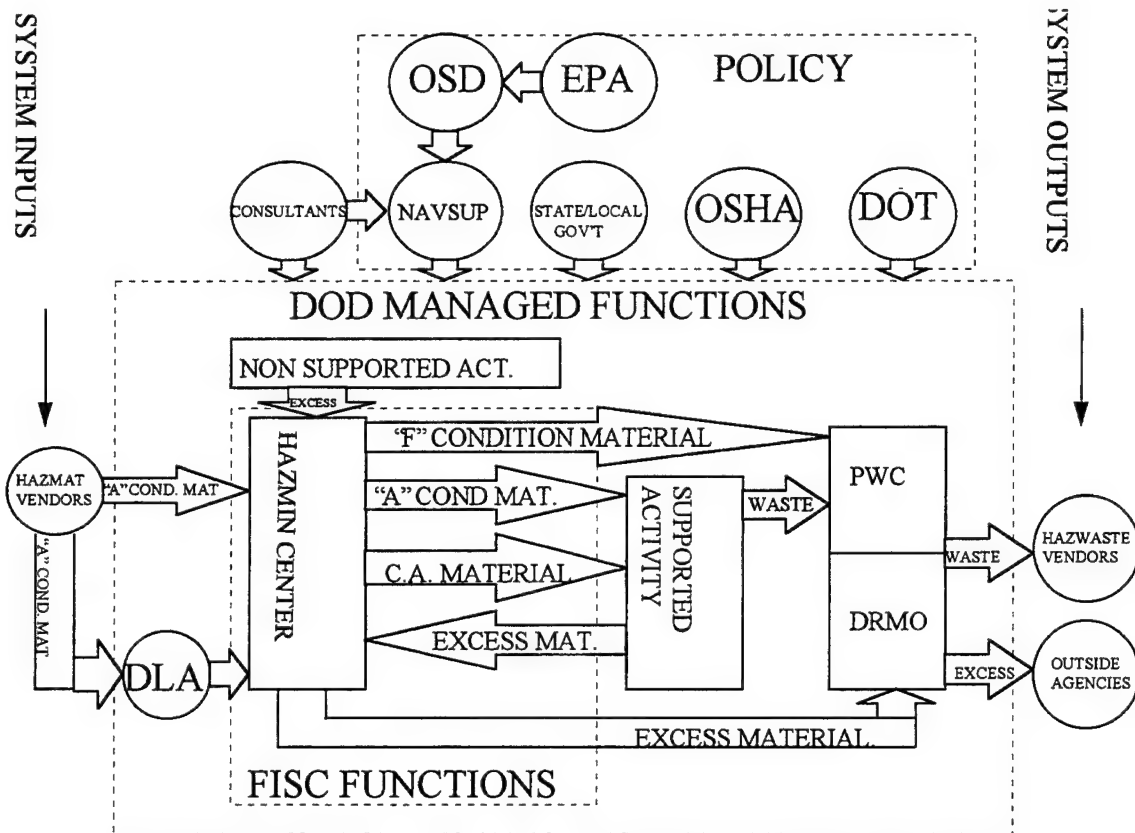 SYSTEM INPUTS
YSTEM OUTPUTS
POLICY
OSD
EPA
CONSULTANTS
NAVSUP
STATE/LOCAL
GOV'T
OSHA
DOT
DOD MANAGED FUNCTIONS
NON SUPPORTED ACT.
EXCESS
HAZMIN CENTER
"F" CONDITION MATERIAL
PWC
HAZMAT
VENDORS
"A" COND. MAT
"A" COND MAT.
SUPPORTED
ACTIVITY
WASTE
C.A. MATERIAL
WASTE
HAZWASTE
VENDORS
"A" COND. MAT.
EXCESS MAT.
DRMO
DLA
EXCESS
OUTSIDE
AGENCIES
EXCESS MATERIAL.
FISC FUNCTIONS